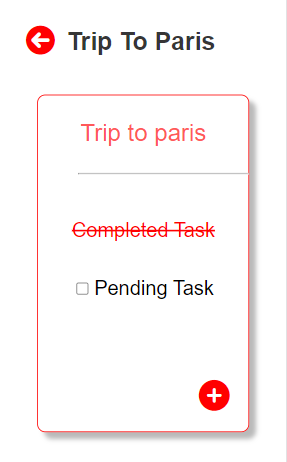 Trip To Paris
Trip to paris
Completed Task
Pending Task